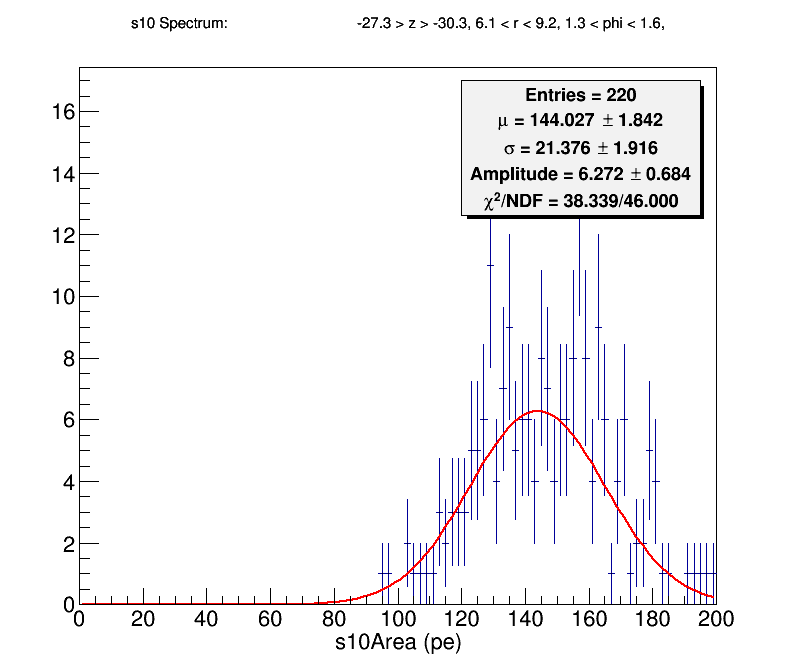 s10 Spectrum: -27.3 > z > -30.3, 6.1 < r < 9.2, 1.3 < phi < 1.6,
Entries = 220
μ = 144.027 ± 1.842
σ = 21.376 ± 1.916
Amplitude = 6.272 ± 0.684
χ²/NDF = 38.339/46.000
16
14
12
10
8
6
4
2
0
0 20 40 60 80 100 120 140 160 180 200
s10Area (pe)